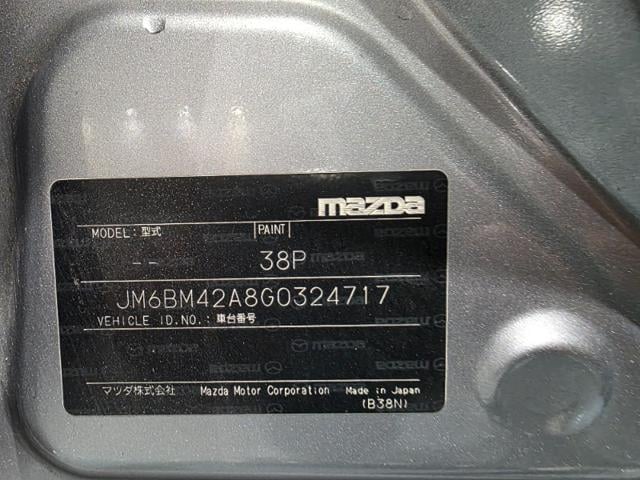 mazda
MODEL: 型式 PAINT
-- 38P
JM6BM42A8G0324717
VEHICLE ID.NO.: 車台番号
マツダ株式会社 Mazda Motor Corporation Made in Japan
(B38N)